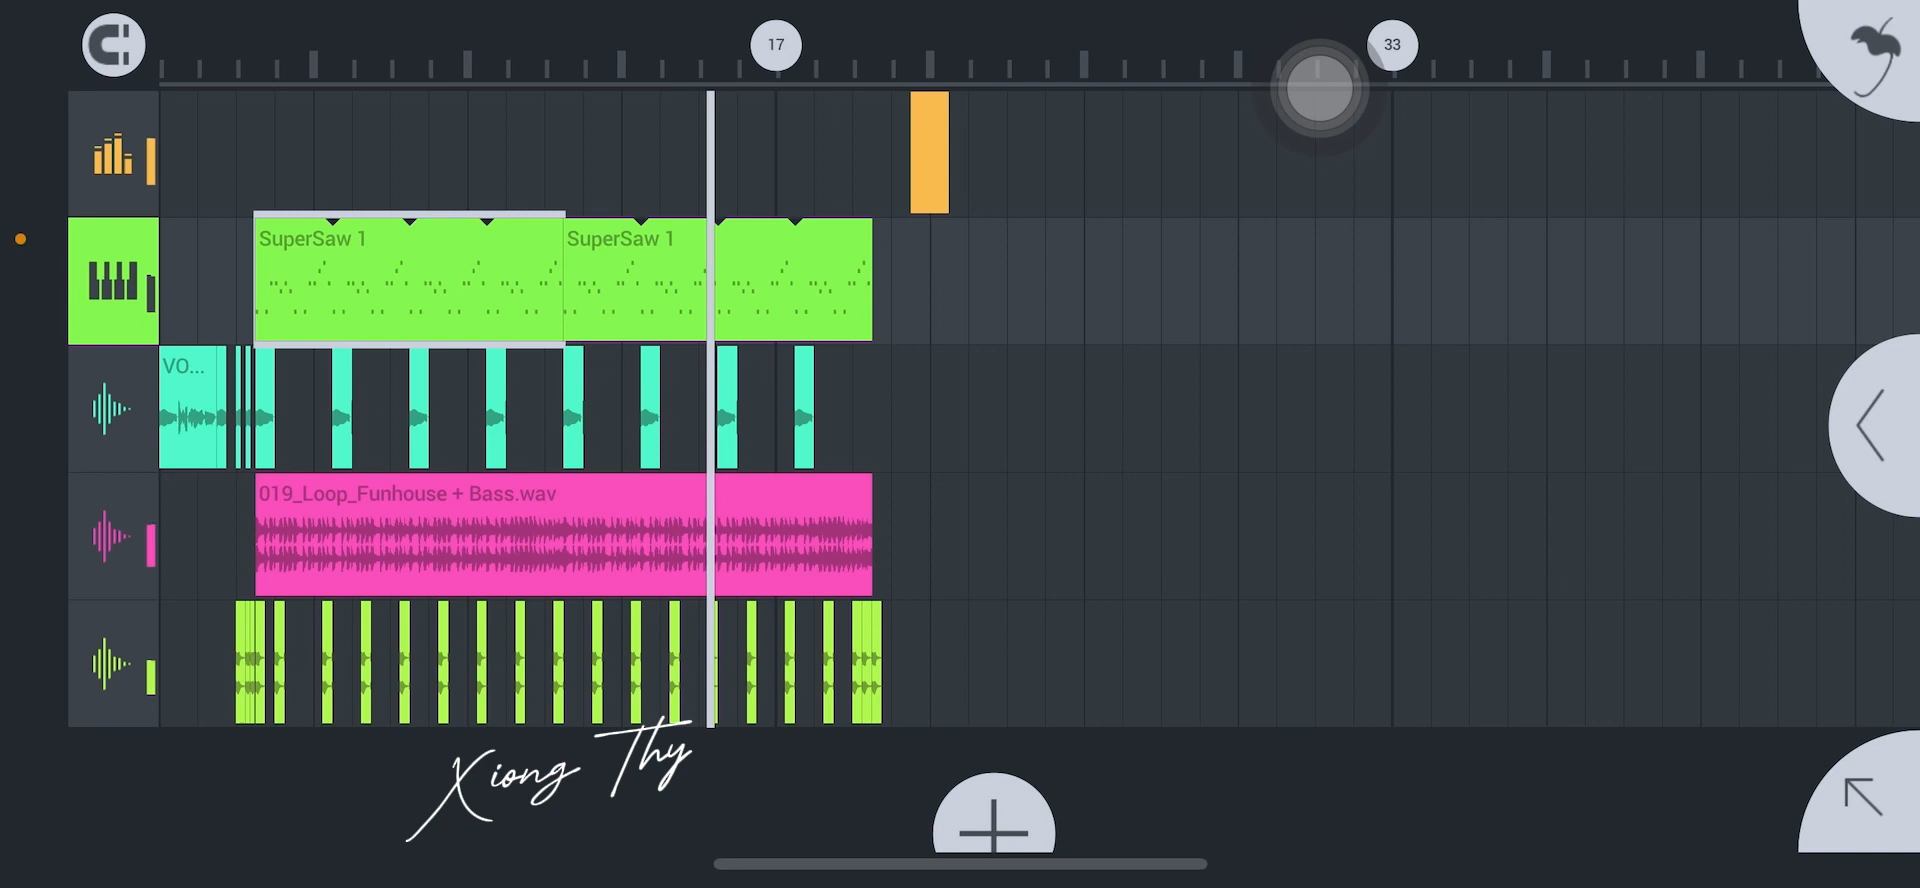 17
33
SuperSaw 1
SuperSaw 1
VO...
019_Loop_Funhouse + Bass.wav
Xiong Thy